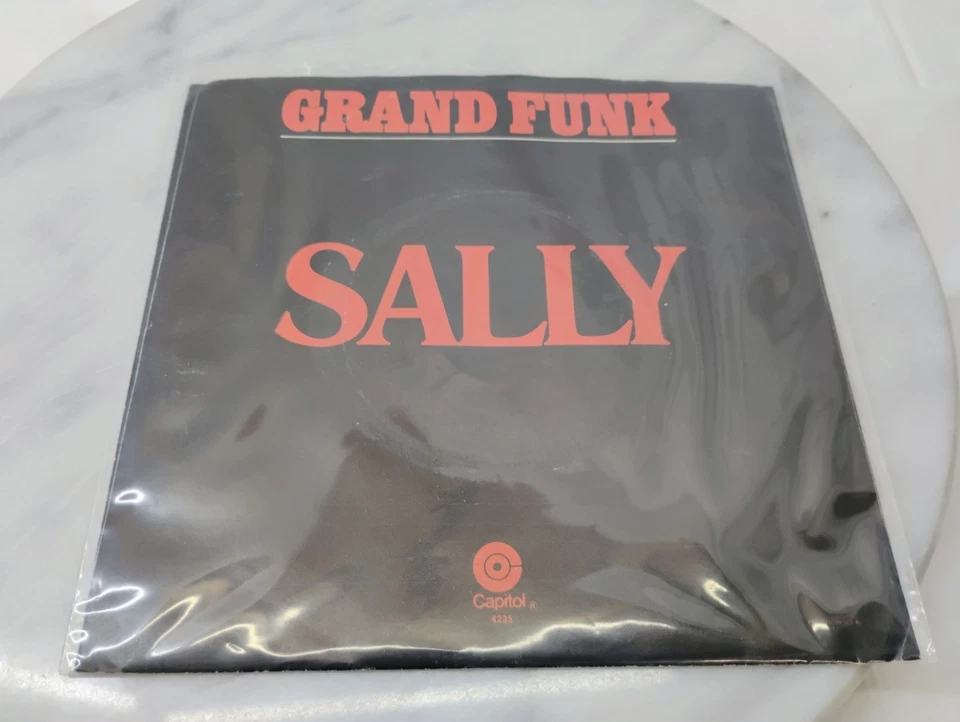 GRAND FUNK
SALLY
Capitol R
4235